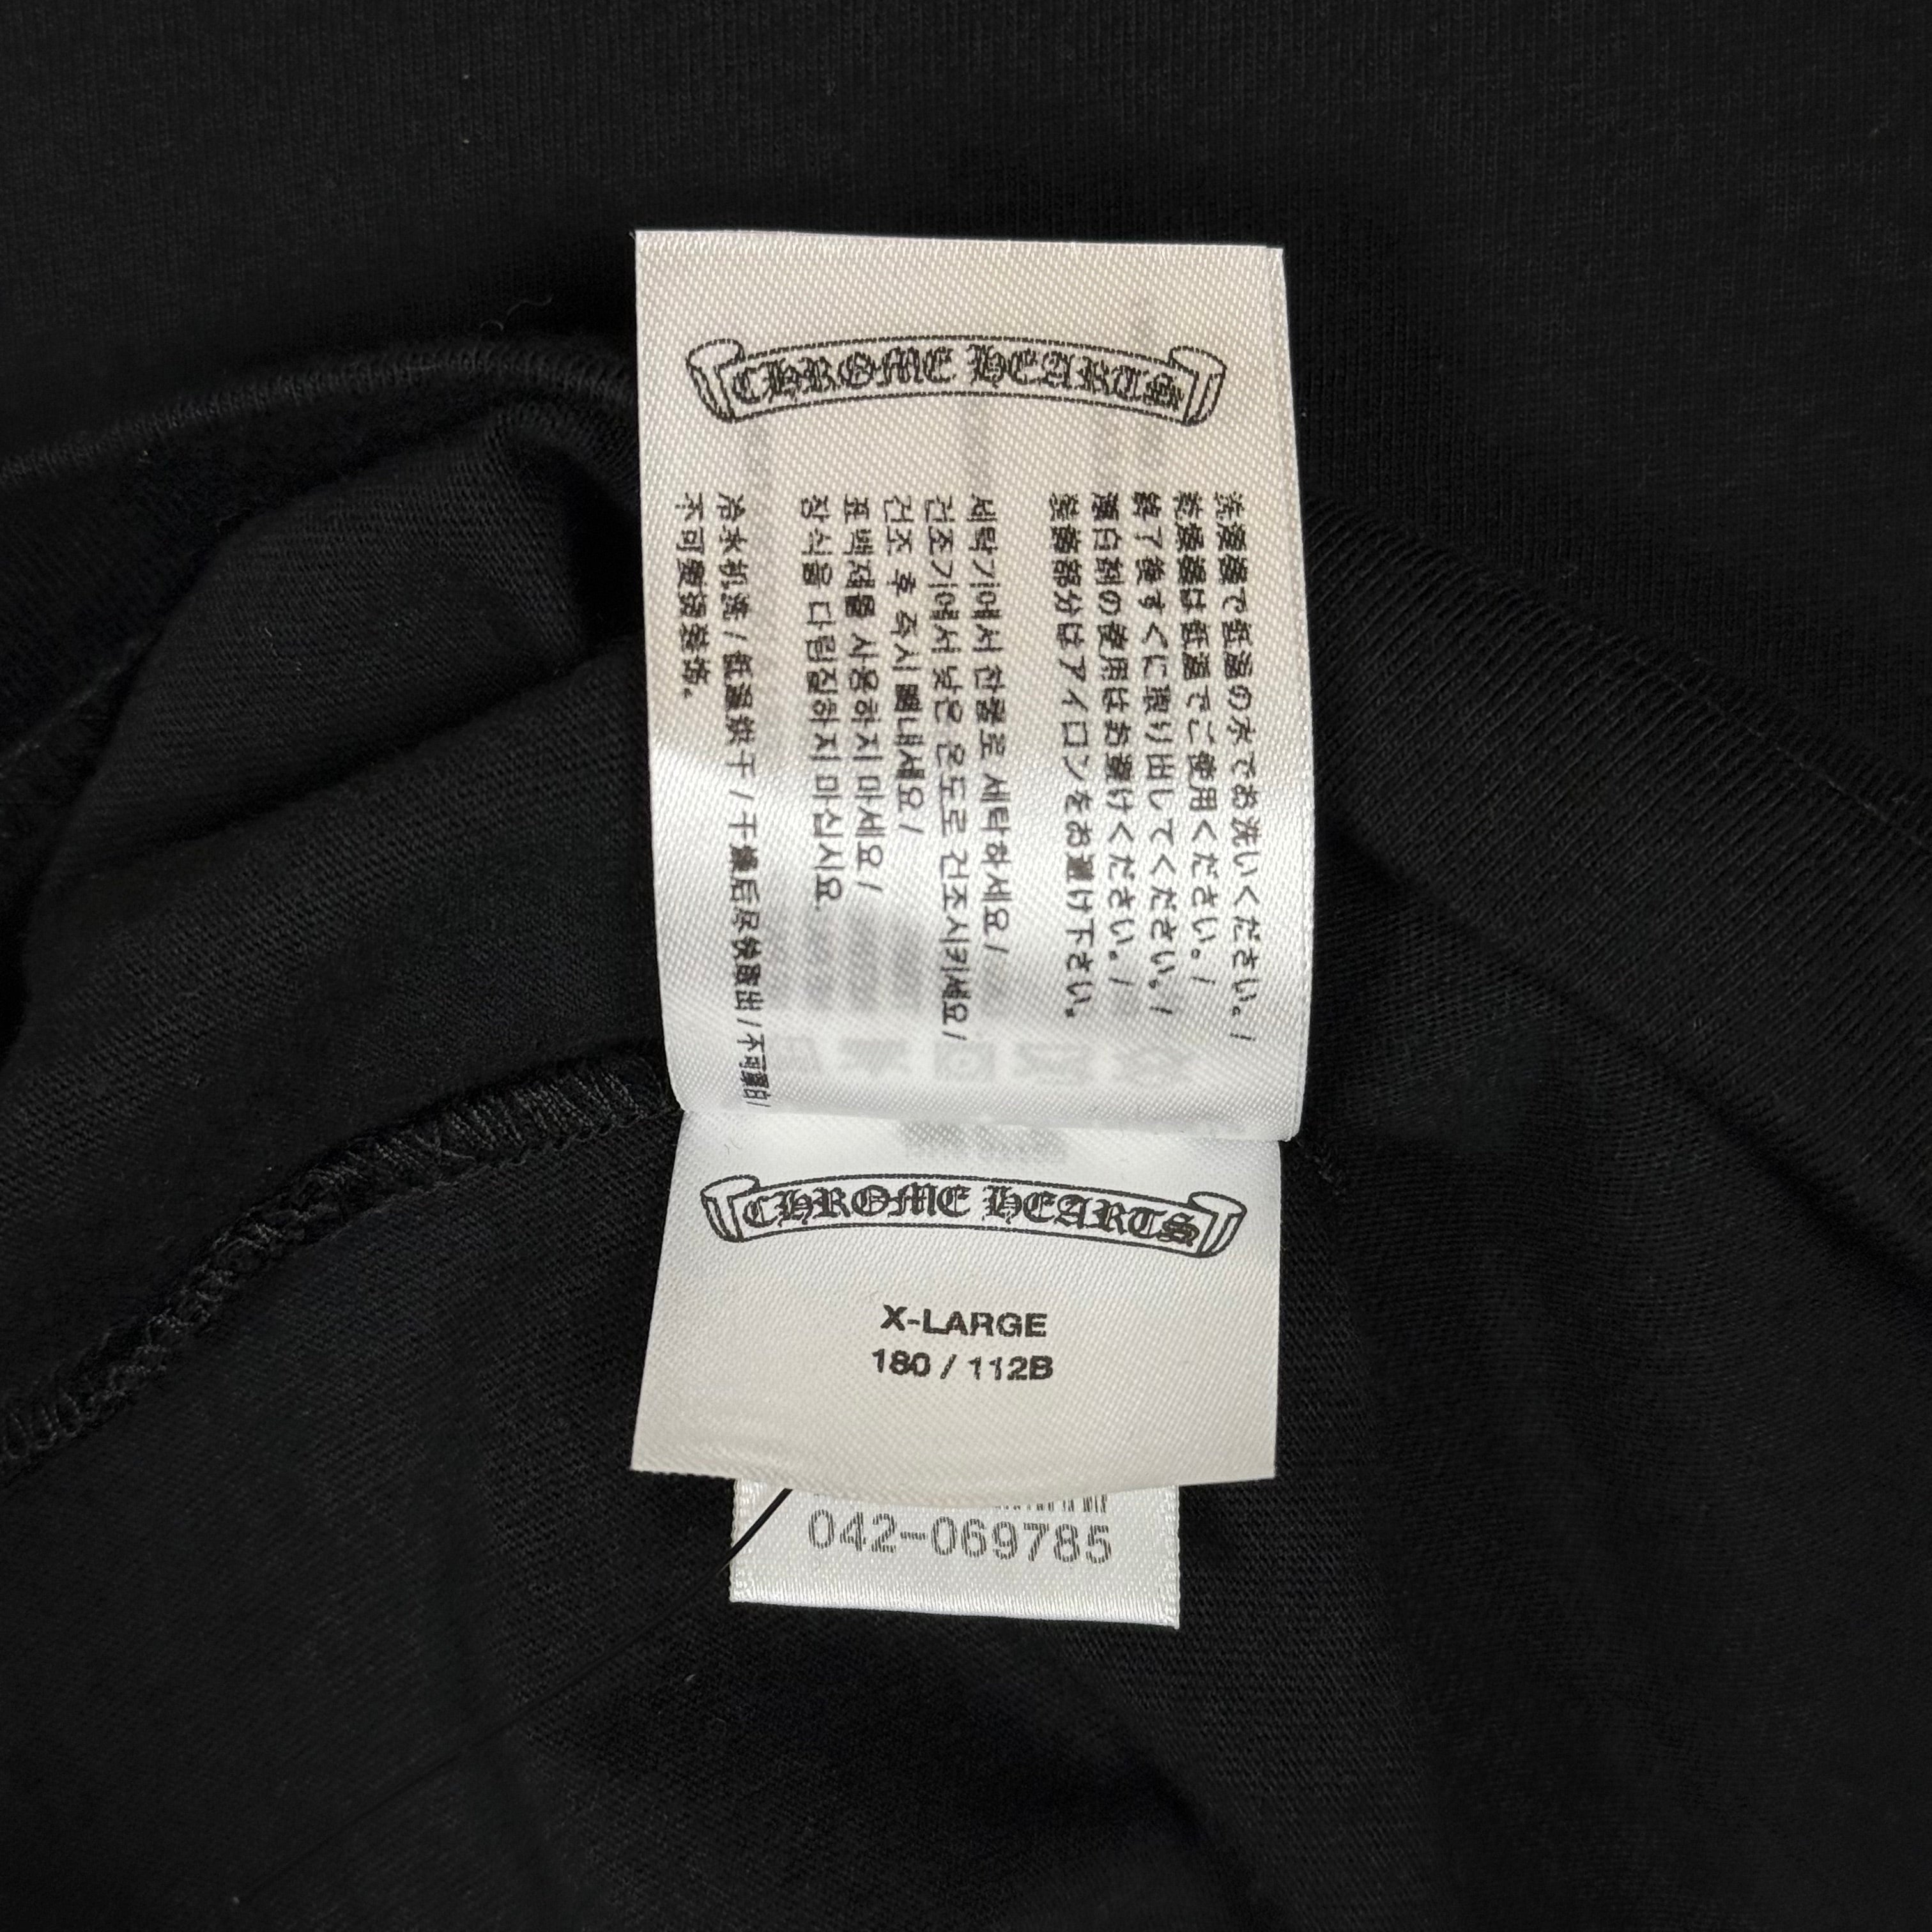 CHROME HEARTS
洗濯機で低温の水でお洗いください。/
乾燥機は低温でご使用ください。/
終了後すぐに取り出してください。/
漂白剤の使用はお避けください。/
装飾部分はアイロンをお避け下さい。
세탁기에서 찬물로 세탁하세요/
건조기에서 낮은 온도로 건조시키세요/
건조 후 즉시 빼내세요/
표백제를 사용하지 마세요/
장식을 다림질하지 마십시요
冷水机洗/低温烘干/干燥后尽快取出/不可漂白/
不可熨烫装饰。
CHROME HEARTS
X-LARGE
180 / 112B
042-069785